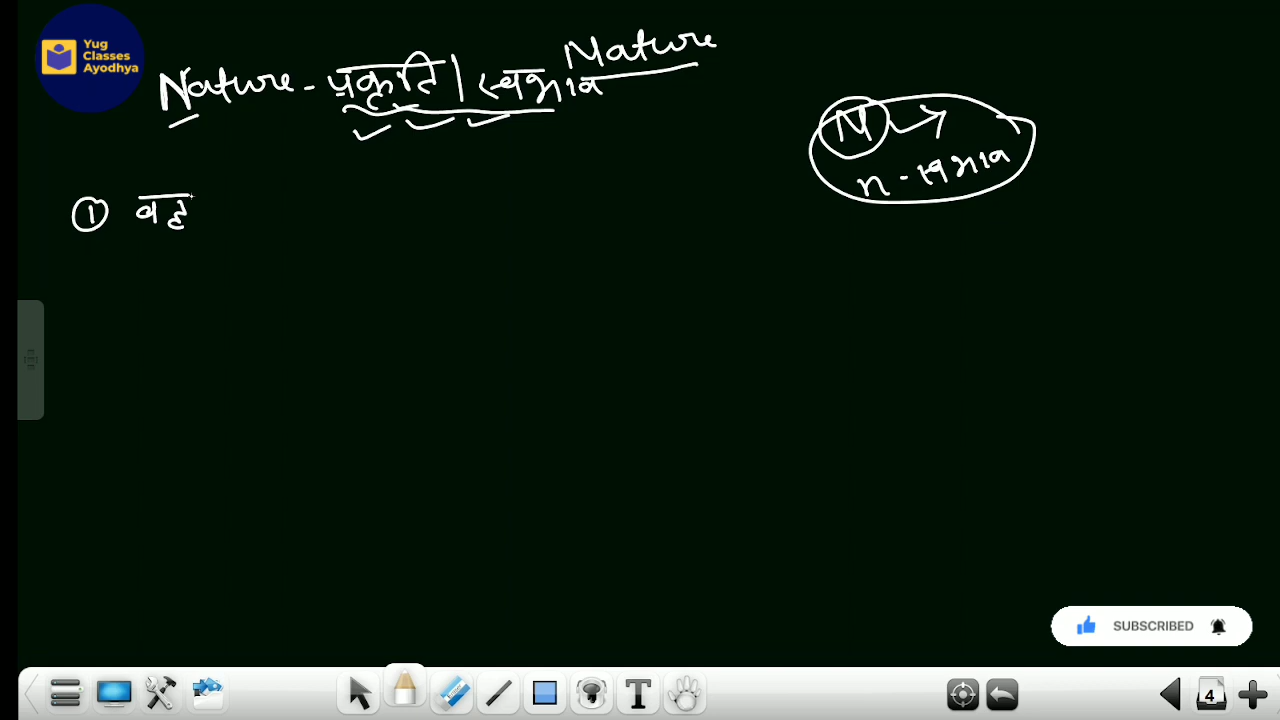 Yug
Classes
Ayodhya
Nature - प्रकृति | स्वभाव Nature
N
n - स्वभाव
① वह
SUBSCRIBED
T
4